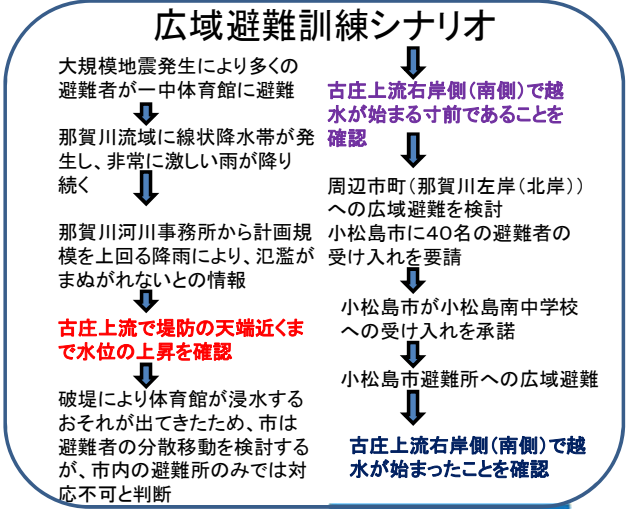 広域避難訓練シナリオ
大規模地震発生により多くの
避難者が一中体育館に避難
那賀川流域に線状降水帯が発
生し、非常に激しい雨が降り
続く
那賀川河川事務所から計画規
模を上回る降雨により、氾濫が
まぬがれないとの情報
古庄上流で堤防の天端近くま
で水位の上昇を確認
破堤により体育館が浸水する
おそれが出てきたため、市は
避難者の分散移動を検討する
が、市内の避難所のみでは対
応不可と判断
古庄上流右岸側(南側)で越
水が始まる寸前であることを
確認
周辺市町(那賀川左岸(北岸))
への広域避難を検討
小松島市に40名の避難者の
受け入れを要請
小松島市が小松島南中学校
への受け入れを承諾
小松島市避難所への広域避難
古庄上流右岸側(南側)で越
水が始まったことを確認